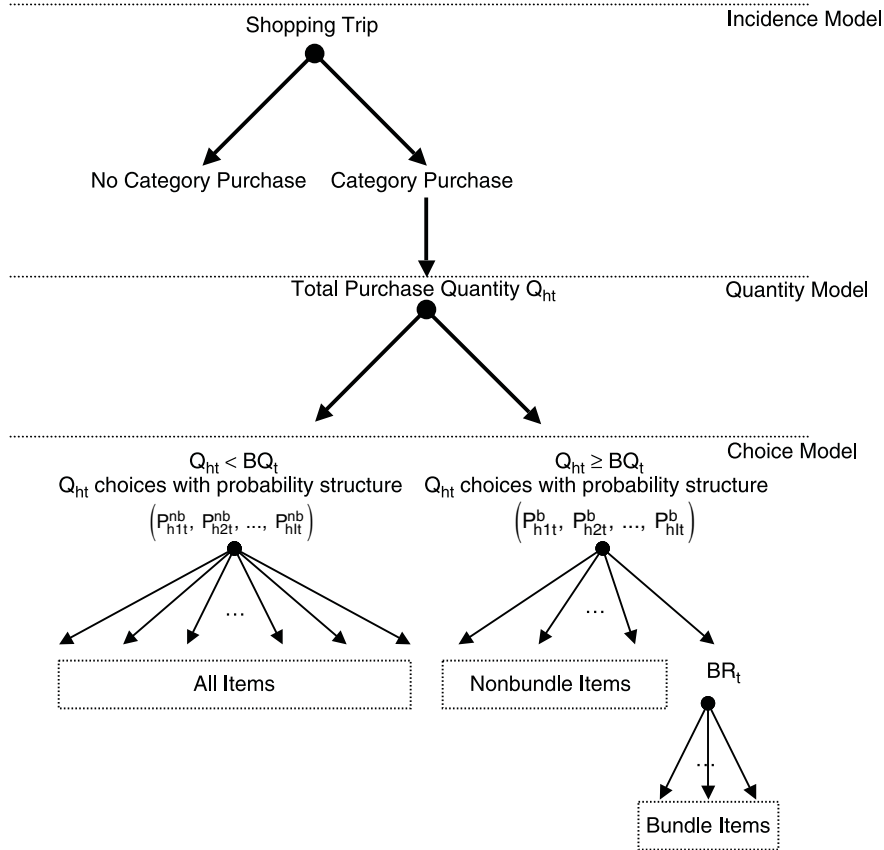 Shopping Trip
Incidence Model
No Category Purchase
Category Purchase
Total Purchase Quantity Q_ht
Quantity Model
Choice Model
Q_ht < BQ_t
Q_ht choices with probability structure
(P^nb_h1t, P^nb_h2t, ..., P^nb_hIt)
...
All Items
Q_ht ≥ BQ_t
Q_ht choices with probability structure
(P^b_h1t, P^b_h2t, ..., P^b_hIt)
...
Nonbundle Items
BR_t
...
Bundle Items